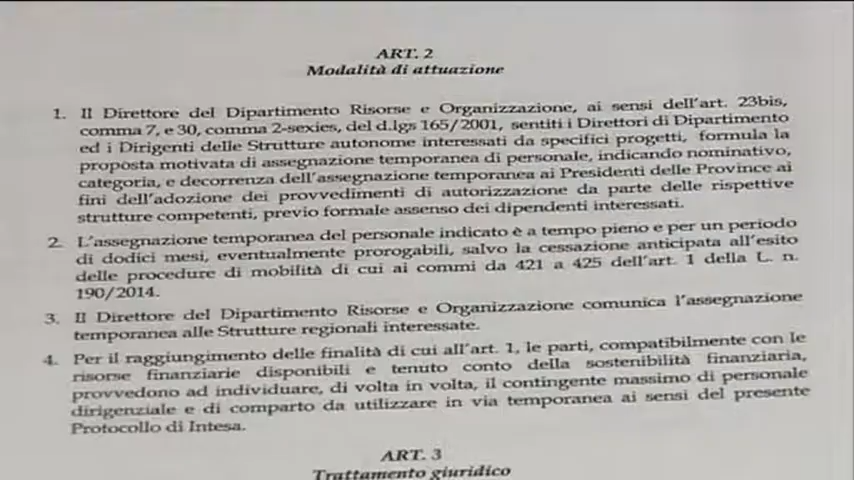 ART. 2
Modalità di attuazione
1. Il Direttore del Dipartimento Risorse e Organizzazione, ai sensi dell'art. 23bis,
comma 7, e 30, comma 2-sexies, del d.lgs 165/2001, sentiti i Direttori di Dipartimento
ed i Dirigenti delle Strutture autonome interessati da specifici progetti, formula la
proposta motivata di assegnazione temporanea di personale, indicando nominativo,
categoria, e decorrenza dell'assegnazione temporanea ai Presidenti delle Province ai
fini dell'adozione dei provvedimenti di autorizzazione da parte delle rispettive
strutture competenti, previo formale assenso dei dipendenti interessati.
2. L'assegnazione temporanea del personale indicato è a tempo pieno e per un periodo
di dodici mesi, eventualmente prorogabili, salvo la cessazione anticipata all'esito
delle procedure di mobilità di cui ai commi da 421 a 425 dell'art. 1 della L. n.
190/2014.
3. Il Direttore del Dipartimento Risorse e Organizzazione comunica l'assegnazione
temporanea alle Strutture regionali interessate.
4. Per il raggiungimento delle finalità di cui all'art. 1, le parti, compatibilmente con le
risorse finanziarie disponibili e tenuto conto della sostenibilità finanziaria,
provvedono ad individuare, di volta in volta, il contingente massimo di personale
dirigenziale e di comparto da utilizzare in via temporanea ai sensi del presente
Protocollo di Intesa.
ART. 3
Trattamento giuridico